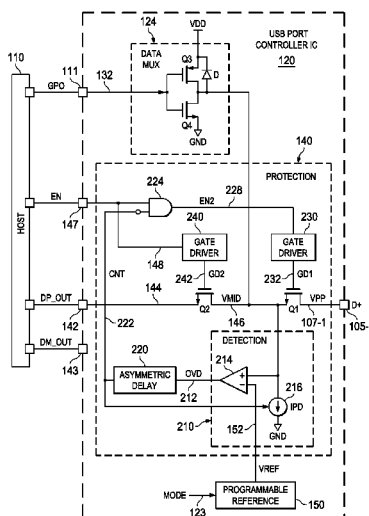 124
USB PORT
CONTROLLER IC
120
VDD
DATA
MUX
110
111
132
Q3
D
GPO
Q4
GND
140
PROTECTION
224
228
EN
EN2
147
240
230
GATE
DRIVER
GATE
DRIVER
HOST
CNT
148
242
GD2
232
GD1
DP_OUT
144
VMID
VPP
D+
142
222
Q2
146
Q1
107-1
105-
DM_OUT
143
220
DETECTION
214
216
ASYMMETRIC
DELAY
OVD
+
−
IPD
212
210
152
GND
VREF
MODE
123
PROGRAMMABLE
REFERENCE
150